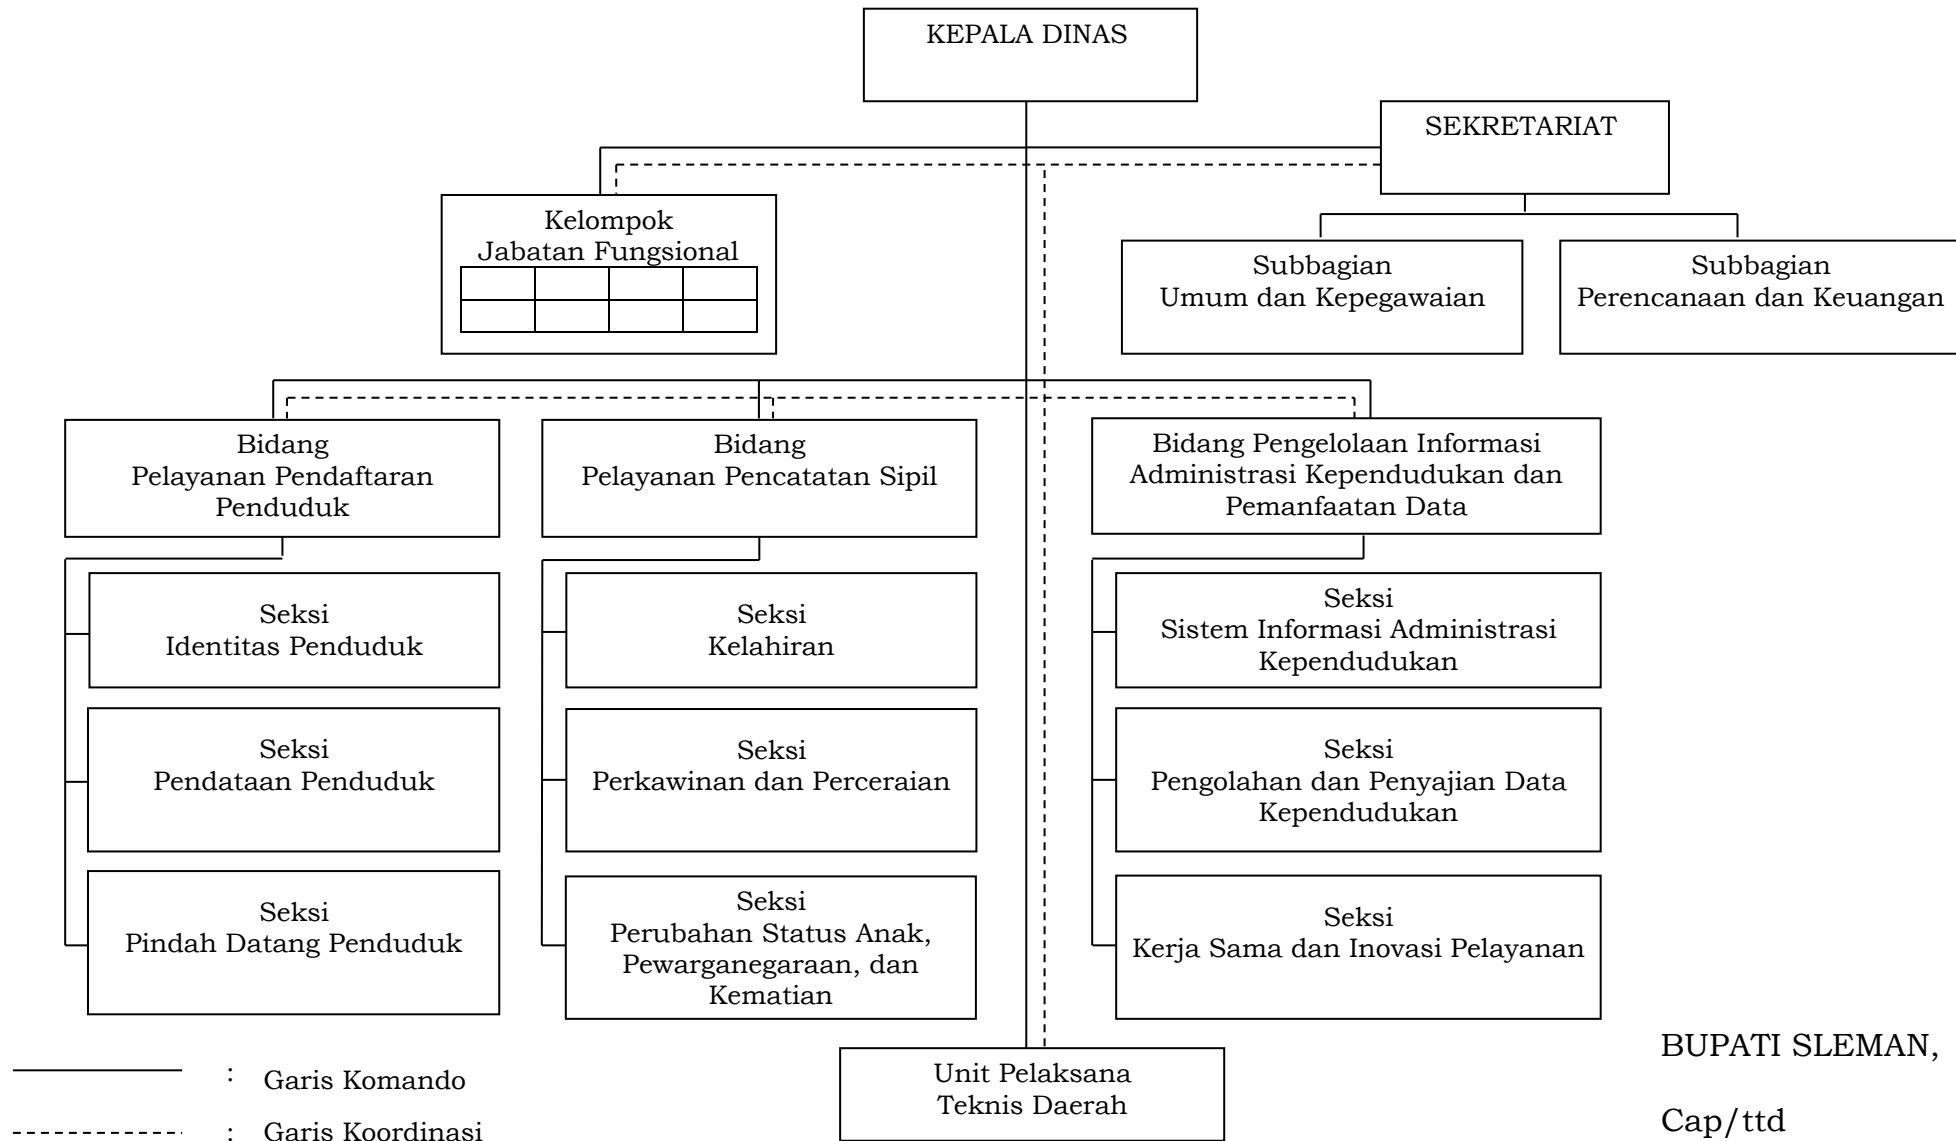 KEPALA DINAS
SEKRETARIAT
Kelompok
Jabatan Fungsional
Subbagian
Umum dan Kepegawaian
Subbagian
Perencanaan dan Keuangan
Bidang
Pelayanan Pendaftaran
Penduduk
Bidang
Pelayanan Pencatatan Sipil
Bidang Pengelolaan Informasi
Administrasi Kependudukan dan
Pemanfaatan Data
Seksi
Identitas Penduduk
Seksi
Kelahiran
Seksi
Sistem Informasi Administrasi
Kependudukan
Seksi
Pendataan Penduduk
Seksi
Perkawinan dan Perceraian
Seksi
Pengolahan dan Penyajian Data
Kependudukan
Seksi
Pindah Datang Penduduk
Seksi
Perubahan Status Anak,
Pewarganegaraan, dan
Kematian
Seksi
Kerja Sama dan Inovasi Pelayanan
Unit Pelaksana
Teknis Daerah
: Garis Komando
: Garis Koordinasi
BUPATI SLEMAN,
Cap/ttd